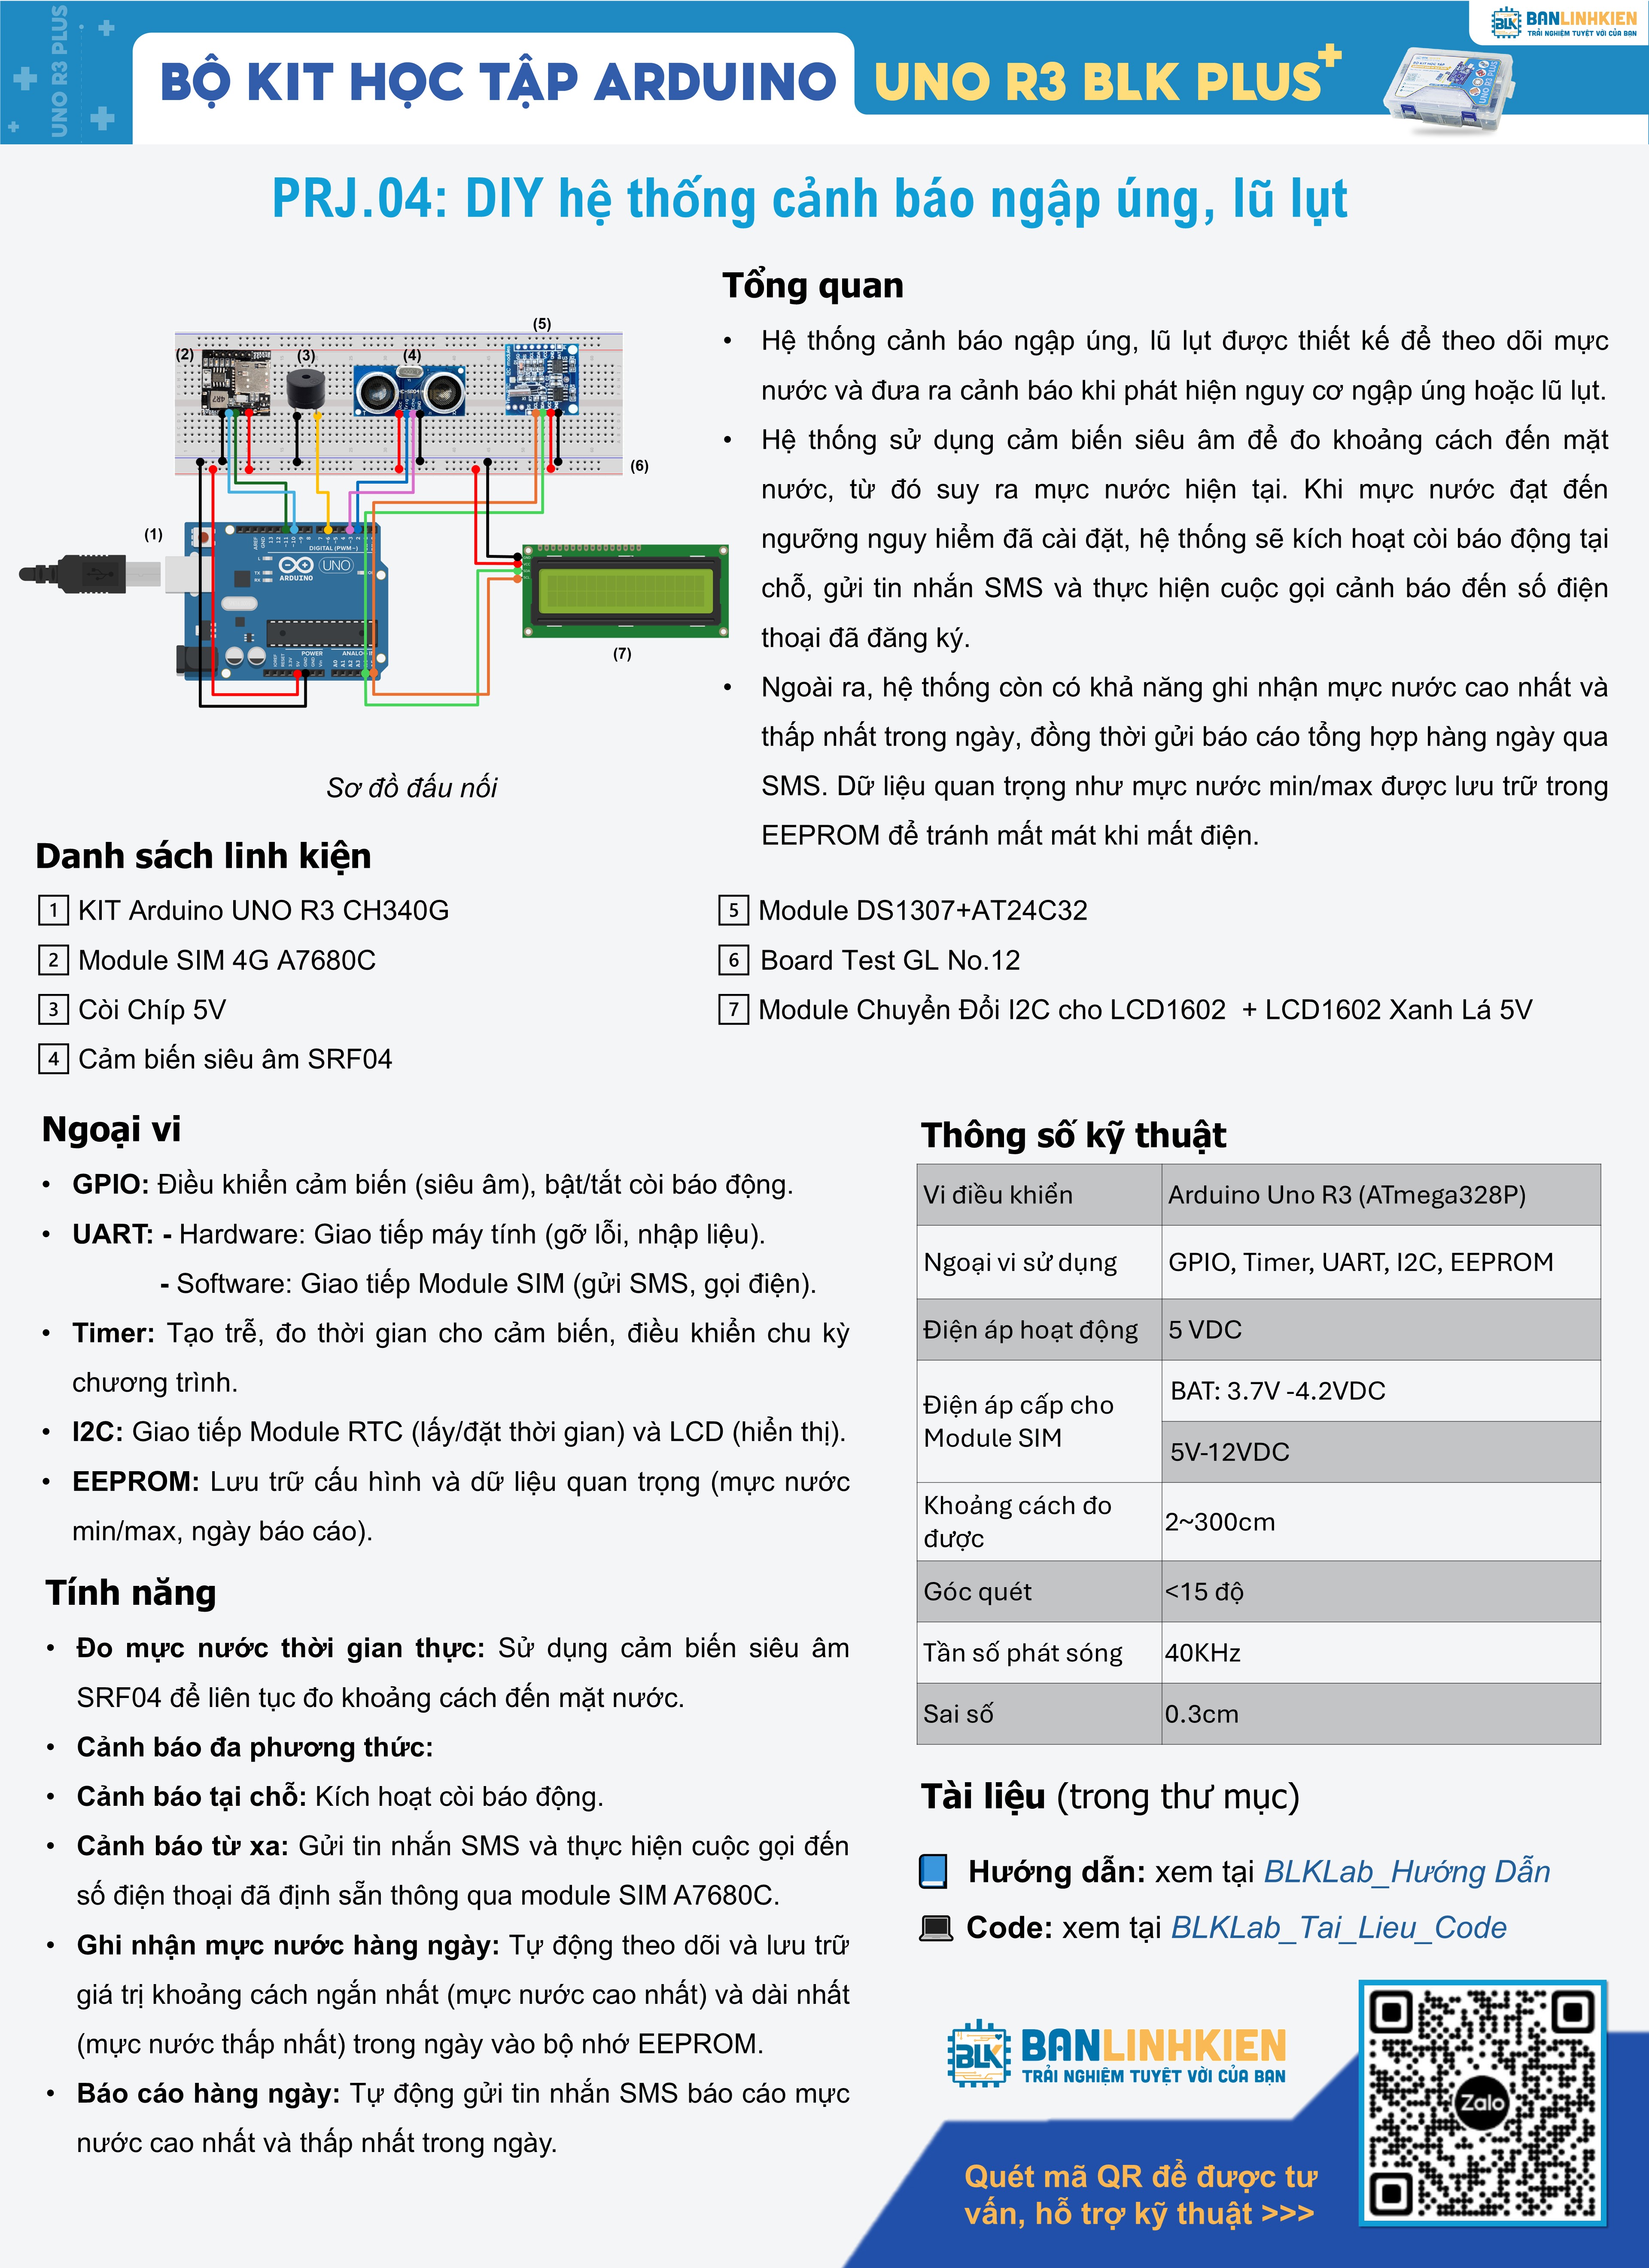 UNO R3 PLUS
BANLINHKIEN
TRẢI NGHIỆM TUYỆT VỜI CỦA BẠN
BỘ KIT HỌC TẬP ARDUINO UNO R3 BLK PLUS+
PRJ.04: DIY hệ thống cảnh báo ngập úng, lũ lụt
(1)
(2)
(3)
(4)
(5)
(6)
(7)
DIGITAL (PWM~)
UNO
ARDUINO
POWER
Sơ đồ đấu nối
Tổng quan
• Hệ thống cảnh báo ngập úng, lũ lụt được thiết kế để theo dõi mực
nước và đưa ra cảnh báo khi phát hiện nguy cơ ngập úng hoặc lũ lụt.
• Hệ thống sử dụng cảm biến siêu âm để đo khoảng cách đến mặt
nước, từ đó suy ra mực nước hiện tại. Khi mực nước đạt đến
ngưỡng nguy hiểm đã cài đặt, hệ thống sẽ kích hoạt còi báo động tại
chỗ, gửi tin nhắn SMS và thực hiện cuộc gọi cảnh báo đến số điện
thoại đã đăng ký.
• Ngoài ra, hệ thống còn có khả năng ghi nhận mực nước cao nhất và
thấp nhất trong ngày, đồng thời gửi báo cáo tổng hợp hàng ngày qua
SMS. Dữ liệu quan trọng như mực nước min/max được lưu trữ trong
EEPROM để tránh mất mát khi mất điện.
Danh sách linh kiện
1 KIT Arduino UNO R3 CH340G
2 Module SIM 4G A7680C
3 Còi Chíp 5V
4 Cảm biến siêu âm SRF04
5 Module DS1307+AT24C32
6 Board Test GL No.12
7 Module Chuyển Đổi I2C cho LCD1602 + LCD1602 Xanh Lá 5V
Ngoại vi
• GPIO: Điều khiển cảm biến (siêu âm), bật/tắt còi báo động.
• UART: - Hardware: Giao tiếp máy tính (gỡ lỗi, nhập liệu).
- Software: Giao tiếp Module SIM (gửi SMS, gọi điện).
• Timer: Tạo trễ, đo thời gian cho cảm biến, điều khiển chu kỳ
chương trình.
• I2C: Giao tiếp Module RTC (lấy/đặt thời gian) và LCD (hiển thị).
• EEPROM: Lưu trữ cấu hình và dữ liệu quan trọng (mực nước
min/max, ngày báo cáo).
Tính năng
• Đo mực nước thời gian thực: Sử dụng cảm biến siêu âm
SRF04 để liên tục đo khoảng cách đến mặt nước.
• Cảnh báo đa phương thức:
• Cảnh báo tại chỗ: Kích hoạt còi báo động.
• Cảnh báo từ xa: Gửi tin nhắn SMS và thực hiện cuộc gọi đến
số điện thoại đã định sẵn thông qua module SIM A7680C.
• Ghi nhận mực nước hàng ngày: Tự động theo dõi và lưu trữ
giá trị khoảng cách ngắn nhất (mực nước cao nhất) và dài nhất
(mực nước thấp nhất) trong ngày vào bộ nhớ EEPROM.
• Báo cáo hàng ngày: Tự động gửi tin nhắn SMS báo cáo mực
nước cao nhất và thấp nhất trong ngày.
Thông số kỹ thuật
Vi điều khiển Arduino Uno R3 (ATmega328P)
Ngoại vi sử dụng GPIO, Timer, UART, I2C, EEPROM
Điện áp hoạt động 5 VDC
Điện áp cấp cho
Module SIM
BAT: 3.7V -4.2VDC
5V-12VDC
Khoảng cách đo
được
2~300cm
Góc quét <15 độ
Tần số phát sóng 40KHz
Sai số 0.3cm
Tài liệu (trong thư mục)
Hướng dẫn: xem tại BLKLab_Hướng Dẫn
Code: xem tại BLKLab_Tai_Lieu_Code
BLK
BANLINHKIEN
TRẢI NGHIỆM TUYỆT VỜI CỦA BẠN
Zalo
Quét mã QR để được tư
vấn, hỗ trợ kỹ thuật >>>